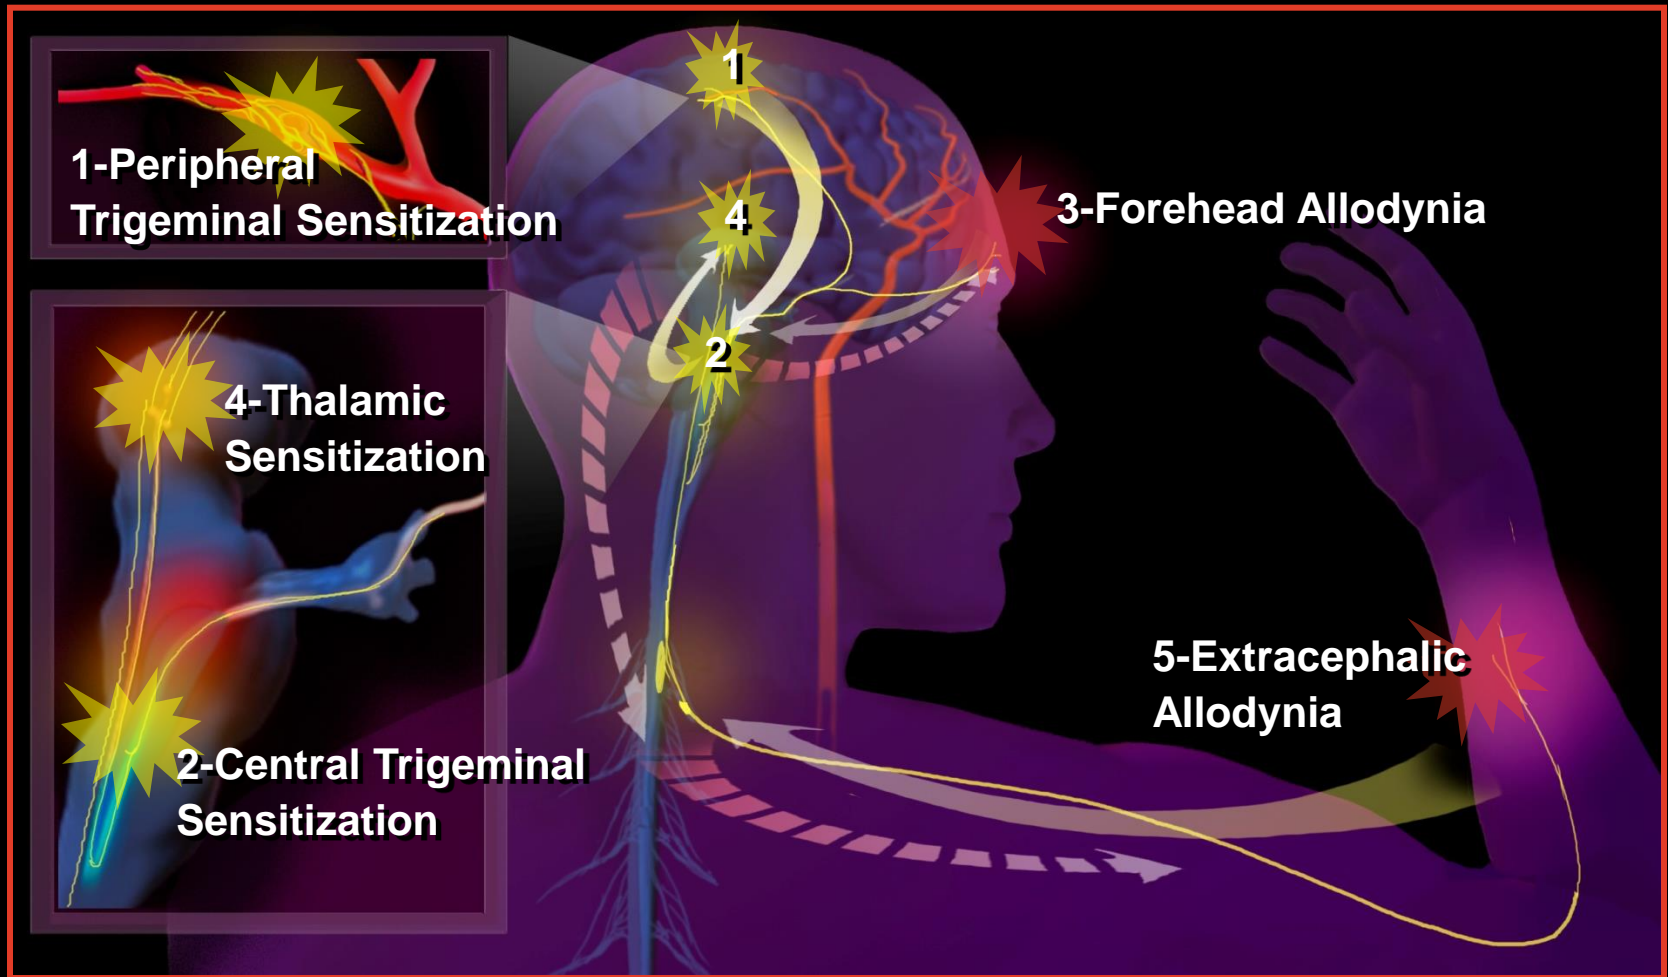 1
1-Peripheral
Trigeminal Sensitization
4
3-Forehead Allodynia
2
4-Thalamic
Sensitization
5-Extracephalic
Allodynia
2-Central Trigeminal
Sensitization